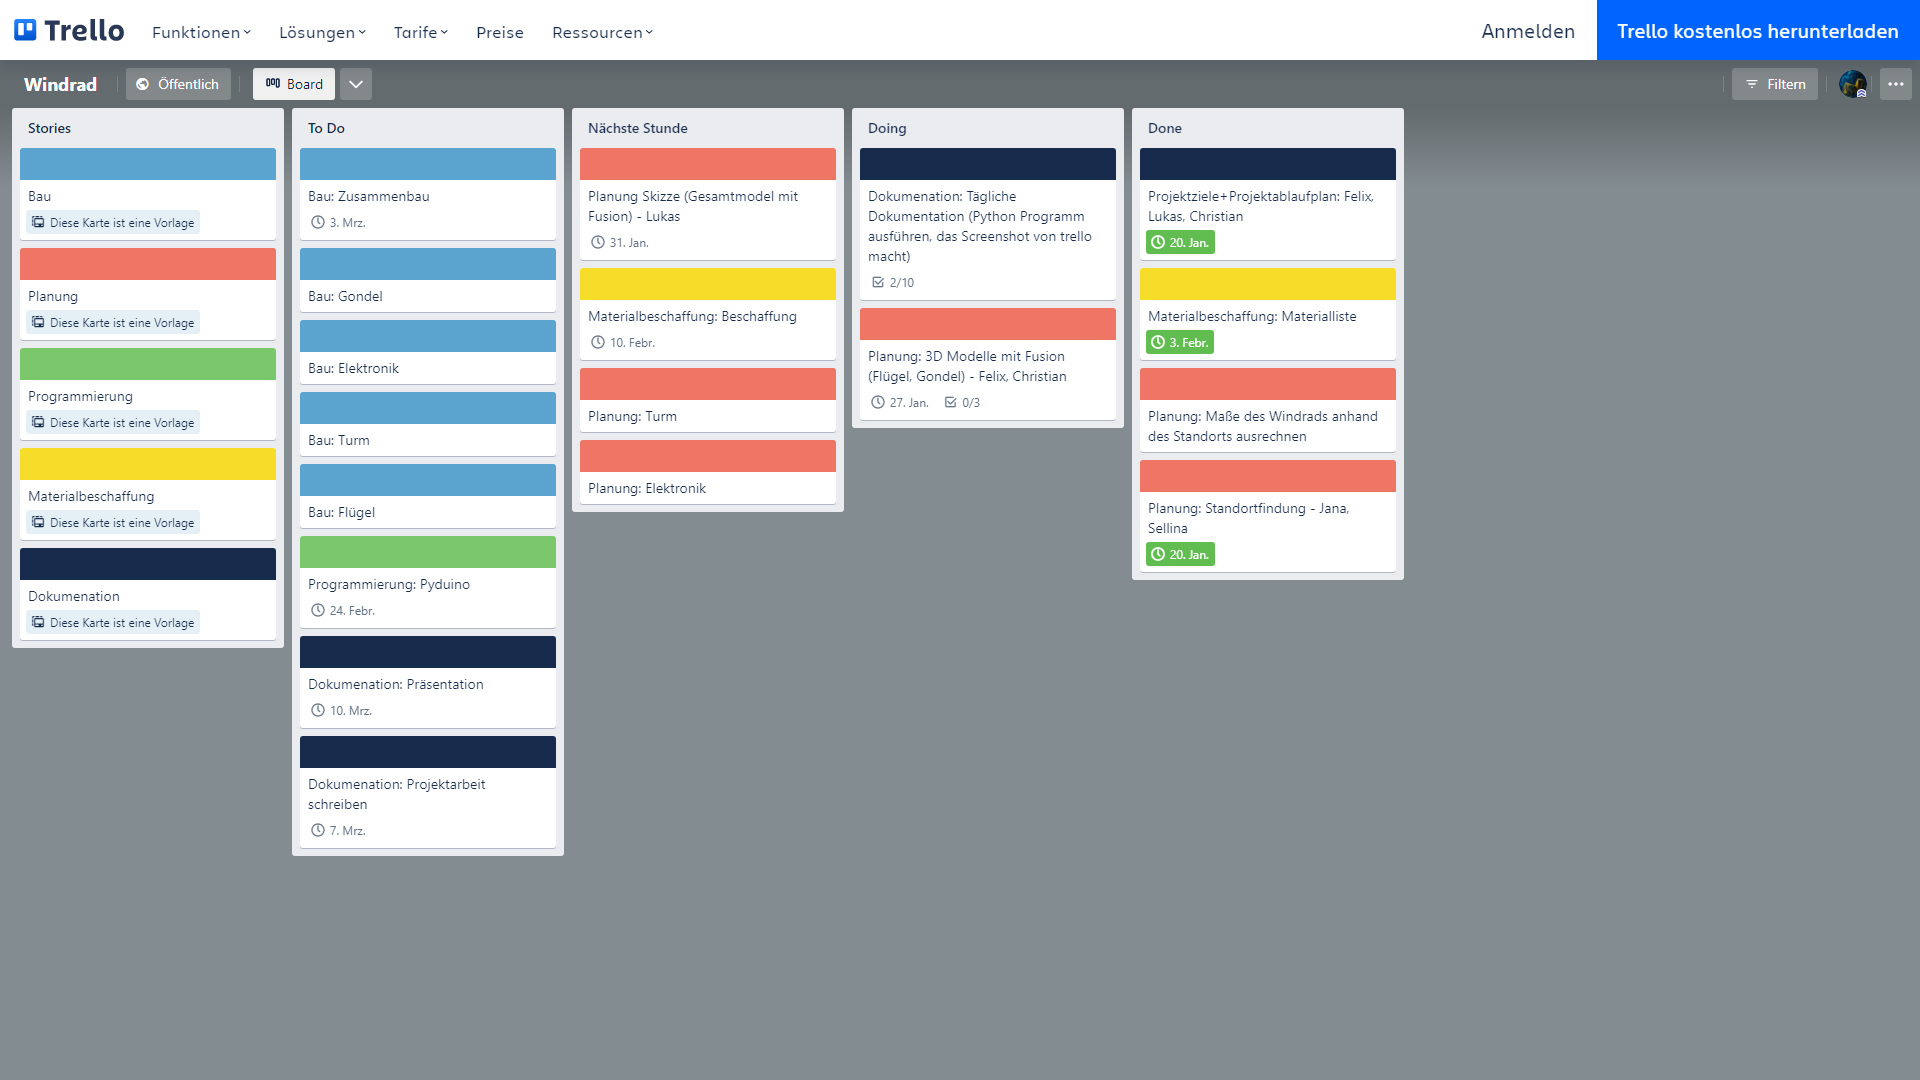 Trello
Funktionen
Lösungen
Tarife
Preise
Ressourcen
Anmelden
Trello kostenlos herunterladen
Windrad
Öffentlich
Board
Filtern
Stories
Bau
Diese Karte ist eine Vorlage
Planung
Diese Karte ist eine Vorlage
Programmierung
Diese Karte ist eine Vorlage
Materialbeschaffung
Diese Karte ist eine Vorlage
Dokumenation
Diese Karte ist eine Vorlage
To Do
Bau: Zusammenbau
3. Mrz.
Bau: Gondel
Bau: Elektronik
Bau: Turm
Bau: Flügel
Programmierung: Pyduino
24. Febr.
Dokumenation: Präsentation
10. Mrz.
Dokumenation: Projektarbeit
schreiben
7. Mrz.
Nächste Stunde
Planung Skizze (Gesamtmodel mit
Fusion) - Lukas
31. Jan.
Materialbeschaffung: Beschaffung
10. Febr.
Planung: Turm
Planung: Elektronik
Doing
Dokumenation: Tägliche
Dokumentation (Python Programm
ausführen, das Screenshot von trello
macht)
2/10
Planung: 3D Modelle mit Fusion
(Flügel, Gondel) - Felix, Christian
27. Jan. 0/3
Done
Projektziele+Projektablaufplan: Felix,
Lukas, Christian
20. Jan.
Materialbeschaffung: Materialliste
3. Febr.
Planung: Maße des Windrads anhand
des Standorts ausrechnen
Planung: Standortfindung - Jana,
Sellina
20. Jan.